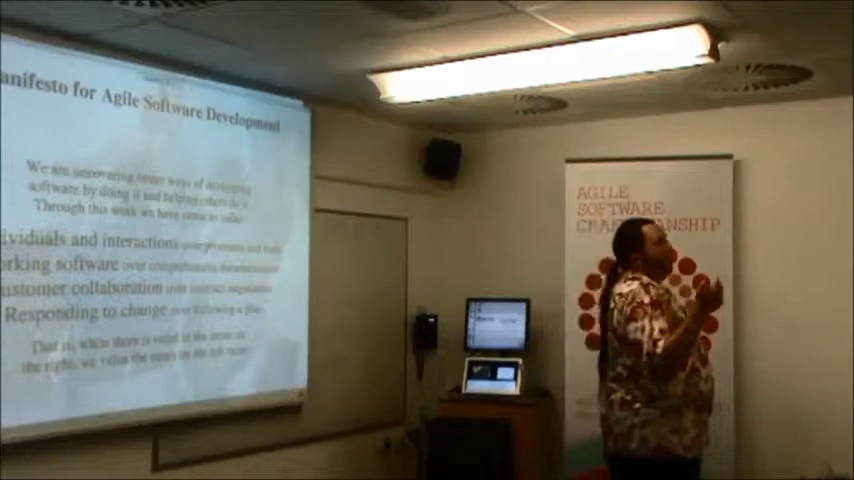 anifesto for Agile Software Development
We are uncovering better ways of developing
software by doing it and helping others do it.
Through this work we have come to value:
ividuals and interactions over processes and tools
orking software over comprehensive documentation
ustomer collaboration over contract negotiation
Responding to change over following a plan
That is, while there is value in the items on
the right, we value the items on the left more.
AGILE
SOFTWARE
CRA MANSHIP